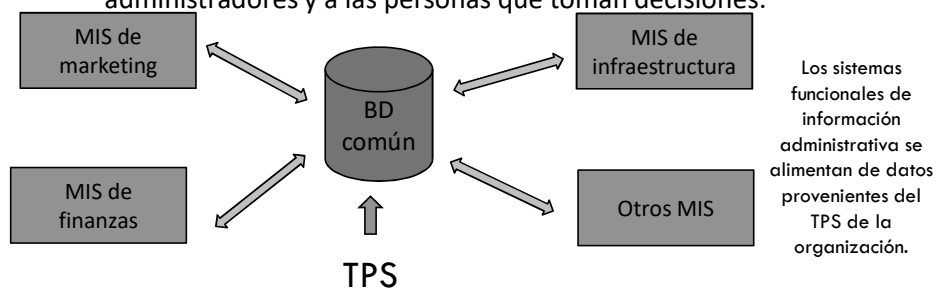 administradores y a las personas que toman decisiones.
MIS de
marketing
MIS de
infraestructura
BD
común
Los sistemas
funcionales de
información
administrativa se
alimentan de datos
provenientes del
TPS de la
organización.
MIS de
finanzas
Otros MIS
TPS